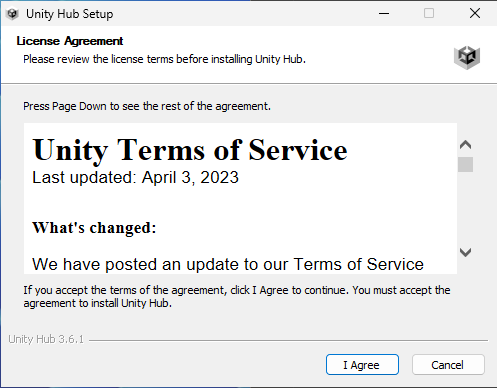 Unity Hub Setup
License Agreement
Please review the license terms before installing Unity Hub.
Press Page Down to see the rest of the agreement.
Unity Terms of Service
Last updated: April 3, 2023
What's changed:
We have posted an update to our Terms of Service
If you accept the terms of the agreement, click I Agree to continue. You must accept the
agreement to install Unity Hub.
Unity Hub 3.6.1
I Agree
Cancel